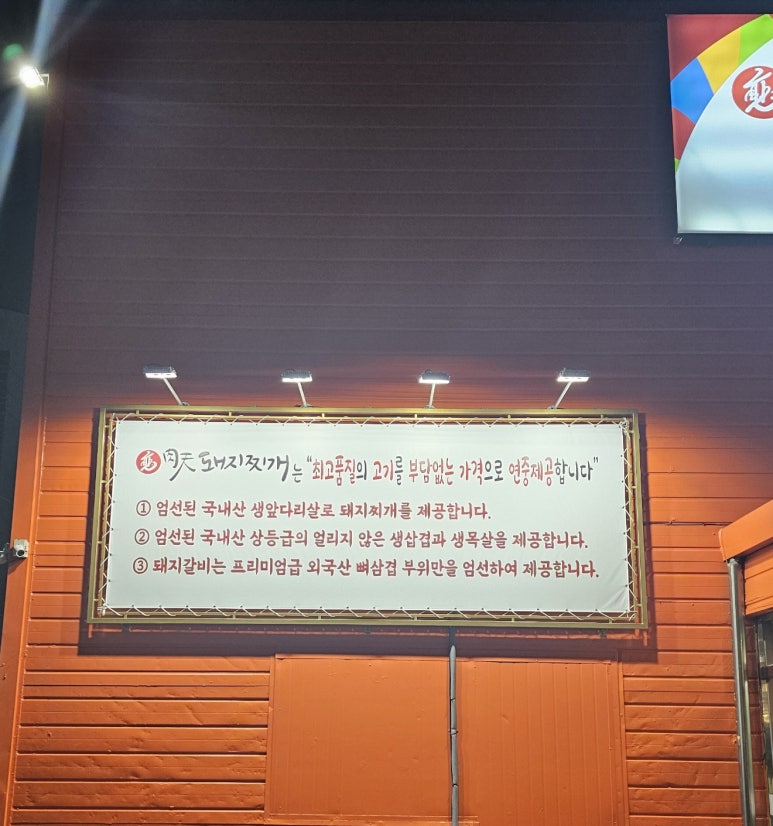 肉天 돼지찌개는 "최고품질의 고기를 부담없는 가격으로 연중제공합니다"
① 엄선된 국내산 생앞다리살로 돼지찌개를 제공합니다.
② 엄선된 국내산 상등급의 얼리지 않은 생삼겹과 생목살을 제공합니다.
③ 돼지갈비는 프리미엄급 외국산 뼈삼겹 부위만을 엄선하여 제공합니다.